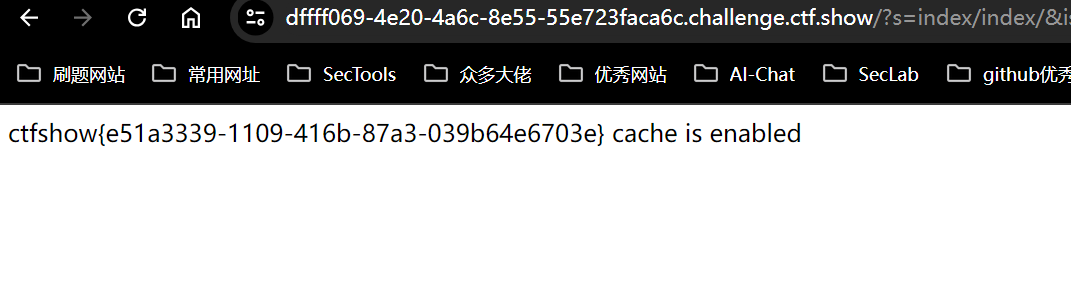 dffff069-4e20-4a6c-8e55-55e723faca6c.challenge.ctf.show/?s=index/index/&is
刷题网站 常用网址 SecTools 众多大佬 优秀网站 AI-Chat SecLab github优秀
ctfshow{e51a3339-1109-416b-87a3-039b64e6703e} cache is enabled